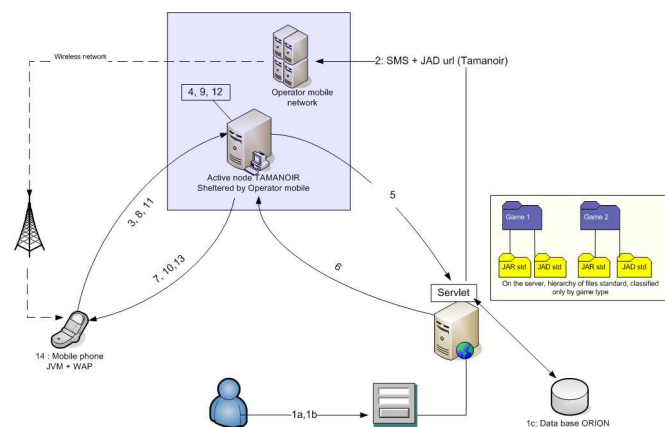 Wireless network
2: SMS + JAD url (Tamanoir)
Operator mobile
network
4, 9, 12
Active node TAMANOIR
Sheltered by Operator mobile
3, 8, 11
5
7, 10,13
6
Game 1
Game 2
JAR std
JAD std
JAR std
JAD std
On the server, hierarchy of files standard, classified
only by game type
Servlet
14 : Mobile phone
JVM + WAP
1a,1b
1c: Data base ORION